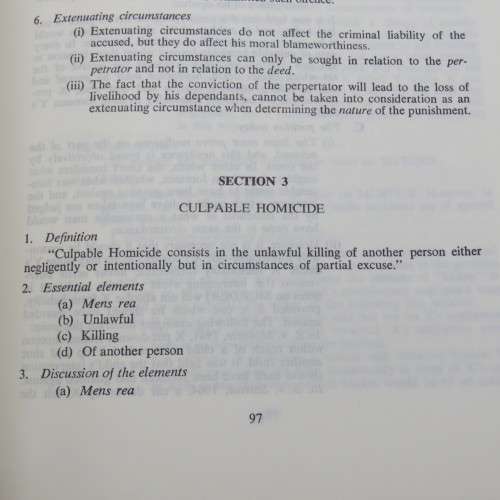 such offence.
6. Extenuating circumstances
(i) Extenuating circumstances do not affect the criminal liability of the
accused, but they do affect his moral blameworthiness.
(ii) Extenuating circumstances can only be sought in relation to the per-
petrator and not in relation to the deed.
(iii) The fact that the conviction of the perpertator will lead to the loss of
livelihood by his dependants, cannot be taken into consideration as an
extenuating circumstance when determining the nature of the punishment.
SECTION 3
CULPABLE HOMICIDE
1. Definition
"Culpable Homicide consists in the unlawful killing of another person either
negligently or intentionally but in circumstances of partial excuse."
2. Essential elements
(a) Mens rea
(b) Unlawful
(c) Killing
(d) Of another person
3. Discussion of the elements
(a) Mens rea
97